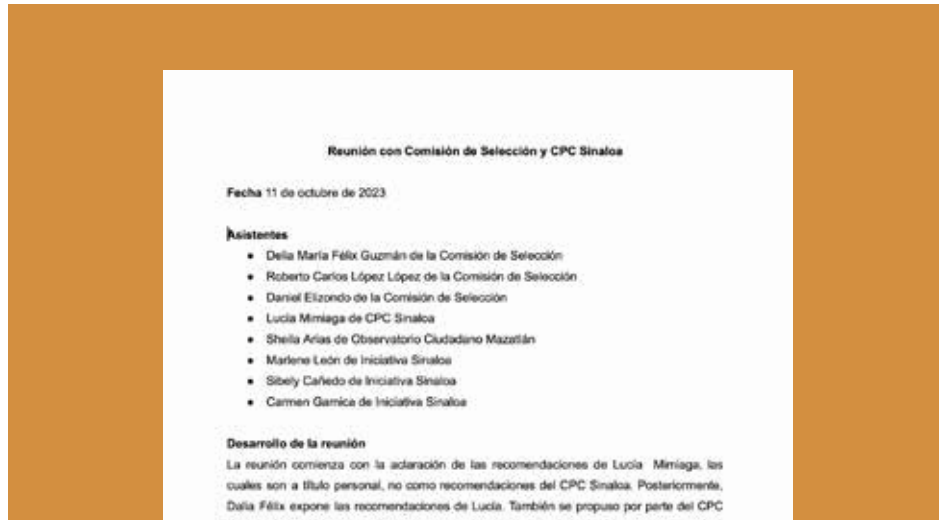 Reunión con Comisión de Selección y CPC Sinaloa
Fecha 11 de octubre de 2023
Asistentes
• Delia María Félix Guzmán de la Comisión de Selección
• Roberto Carlos López López de la Comisión de Selección
• Daniel Elizondo de la Comisión de Selección
• Lucía Mimiaga de CPC Sinaloa
• Sheila Arias de Observatorio Ciudadano Mazatlán
• Marlene León de Iniciativa Sinaloa
• Sibely Cañedo de Iniciativa Sinaloa
• Carmen Garnica de Iniciativa Sinaloa
Desarrollo de la reunión
La reunión comienza con la aclaración de las recomendaciones de Lucía Mimiaga, las
cuales son a título personal, no como recomendaciones del CPC Sinaloa. Posteriormente,
Dalia Félix expone las recomendaciones de Lucía. También se propuso por parte del CPC